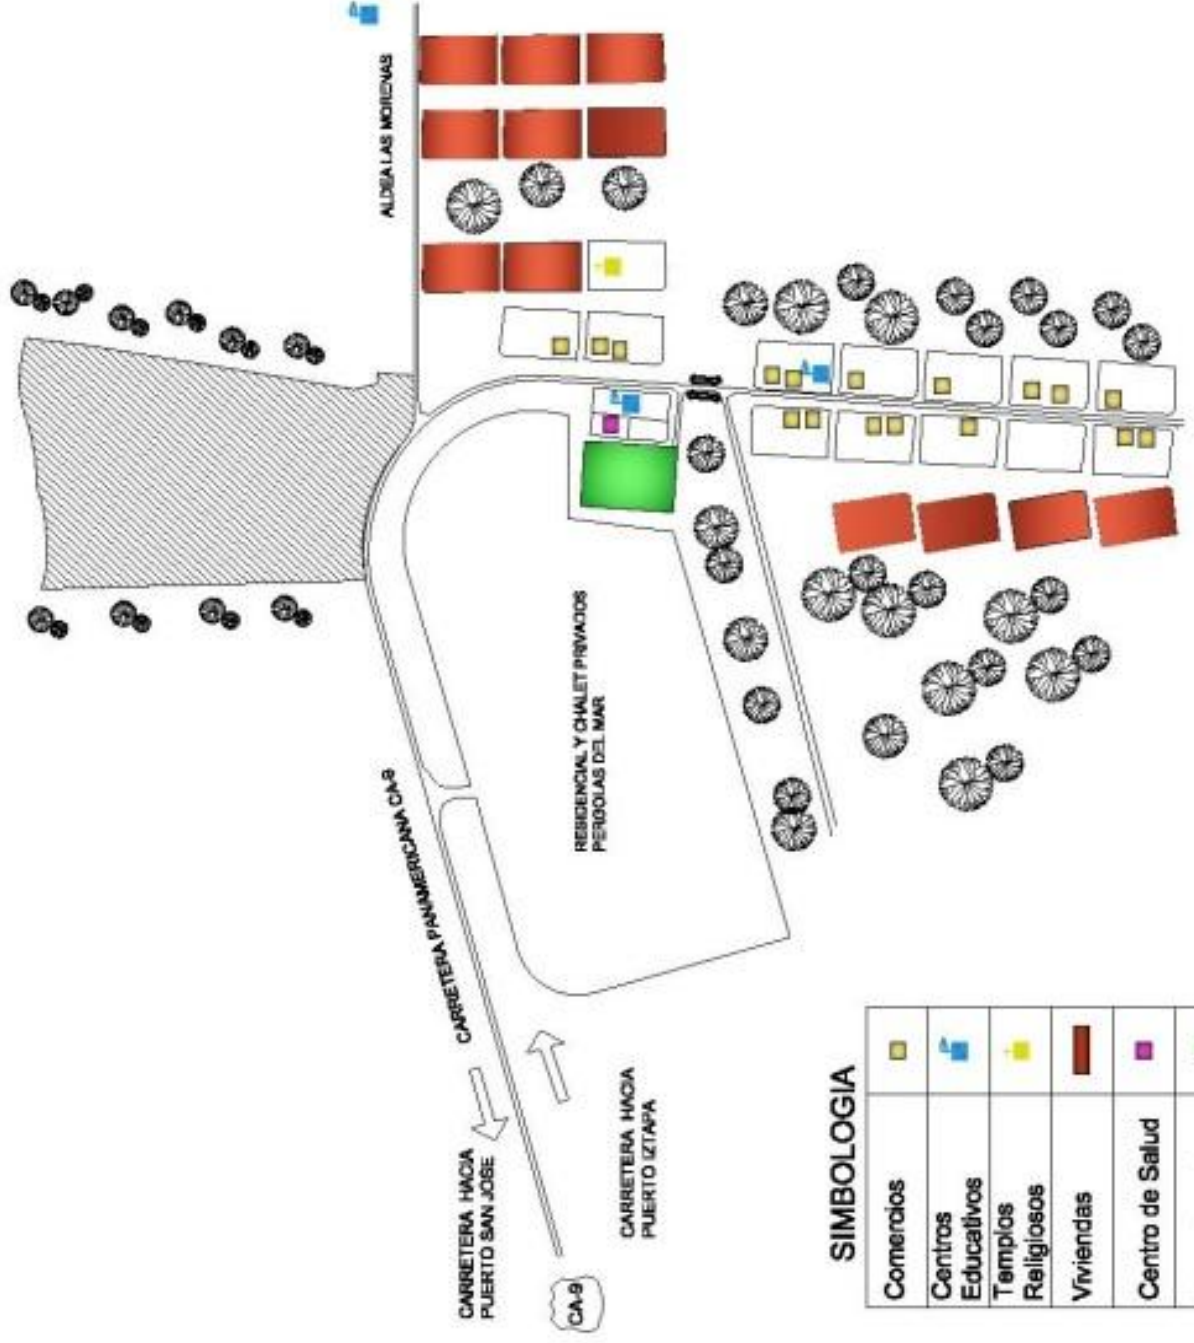 ALDEA LAS MORENAS
CARRETERA PANAMERICANA CA-9
RESIDENCIAL Y CHALET PRIVADOS
PERGOLAS DEL MAR
CARRETERA HACIA
PUERTO SAN JOSE
CARRETERA HACIA
PUERTO IZTAPA
CA-9
SIMBOLOGIA
Comercios
Centros
Educativos
Templos
Religiosos
Viviendas
Centro de Salud